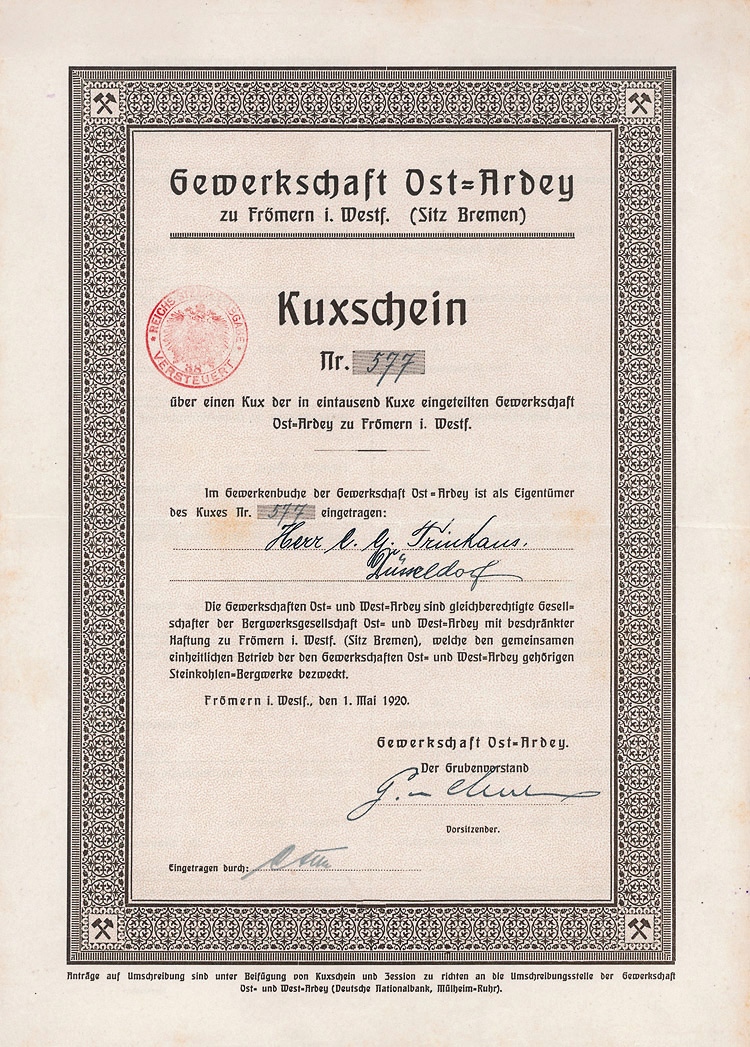 Gewerkschaft Ost=Ardey
zu Frömern i. Westf. (Sitz Bremen)
Kuxschein
REICHSSTEMPELABGABE
38
VERSTEUERT
Nr. 577
über einen Kux der in eintausend Kuxe eingeteilten Gewerkschaft
Ost=Ardey zu Frömern i. Westf.
Im Gewerkenbuche der Gewerkschaft Ost=Ardey ist als Eigentümer
des Kuxes Nr. 577 eingetragen:
Herr C. G. Trinkaus.
Düsseldorf
Die Gewerkschaften Ost= und West=Ardey sind gleichberechtigte Gesell=
schafter der Bergwerksgesellschaft Ost= und West=Ardey mit beschränkter
Haftung zu Frömern i. Westf. (Sitz Bremen), welche den gemeinsamen
einheitlichen Betrieb der den Gewerkschaften Ost= und West=Ardey gehörigen
Steinkohlen=Bergwerke bezweckt.
Frömern i. Westf., den 1. Mai 1920.
Gewerkschaft Ost=Ardey.
Der Grubenvorstand
Vorsitzender.
Eingetragen durch:
Anträge auf Umschreibung sind unter Beifügung von Kuxschein und Zession zu richten an die Umschreibungsstelle der Gewerkschaft
Ost= und West=Ardey (Deutsche Nationalbank, Mülheim=Ruhr).